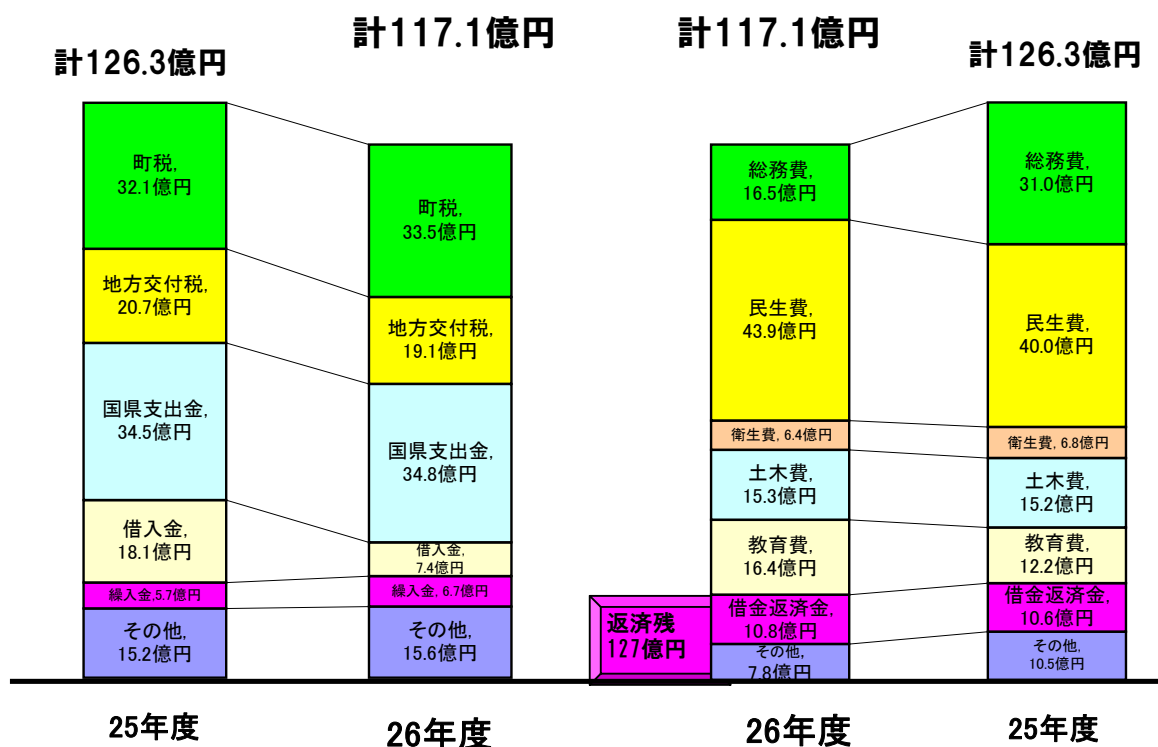 計126.3億円
町税,
32.1億円
地方交付税,
20.7億円
国県支出金,
34.5億円
借入金,
18.1億円
繰入金,5.7億円
その他,
15.2億円
25年度
計117.1億円
町税,
33.5億円
地方交付税,
19.1億円
国県支出金,
34.8億円
借入金,
7.4億円
繰入金, 6.7億円
その他,
15.6億円
26年度
計117.1億円
総務費,
16.5億円
民生費,
43.9億円
衛生費, 6.4億円
土木費,
15.3億円
教育費,
16.4億円
借金返済金,
10.8億円
その他,
7.8億円
返済残
127億円
26年度
計126.3億円
総務費,
31.0億円
民生費,
40.0億円
衛生費, 6.8億円
土木費,
15.2億円
教育費,
12.2億円
借金返済金,
10.6億円
その他,
10.5億円
25年度